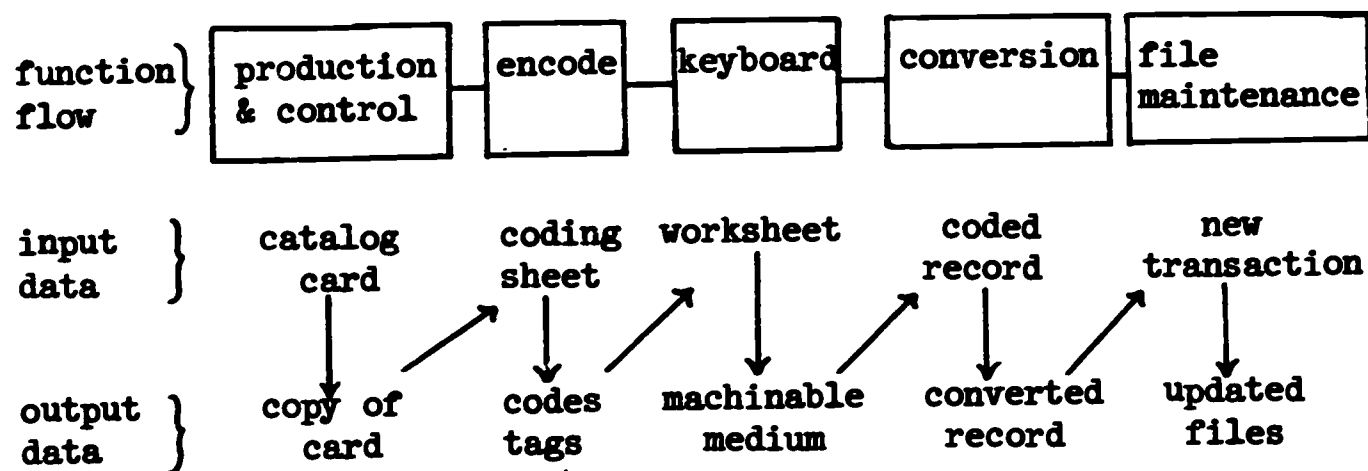 function flow
production & control
encode
keyboard
conversion
file maintenance
input data
catalog card
coding sheet
worksheet
coded record
new transaction
output data
copy of card
codes tags
machinable medium
converted record
updated files